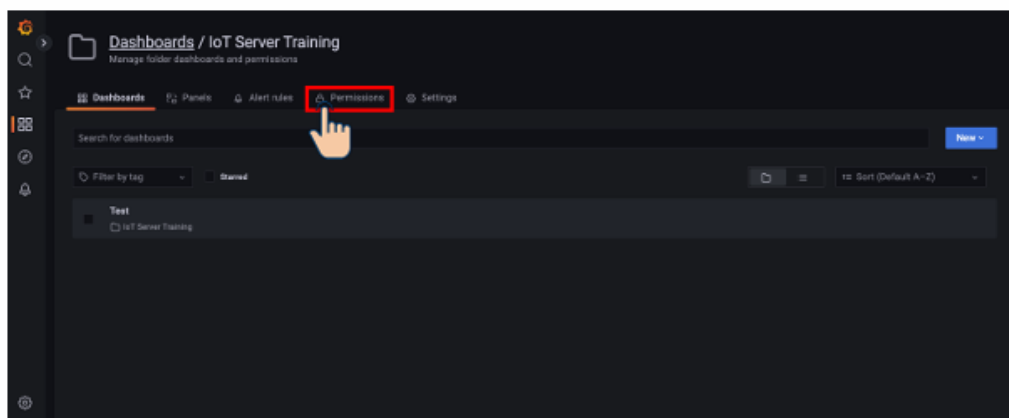 Dashboards / IoT Server Training
Manage folder dashboards and permissions
Dashboards Panels Alert rules Permissions Settings
Search for dashboards New
Filter by tag Starred Sort (Default A–Z)
Test
IoT Server Training